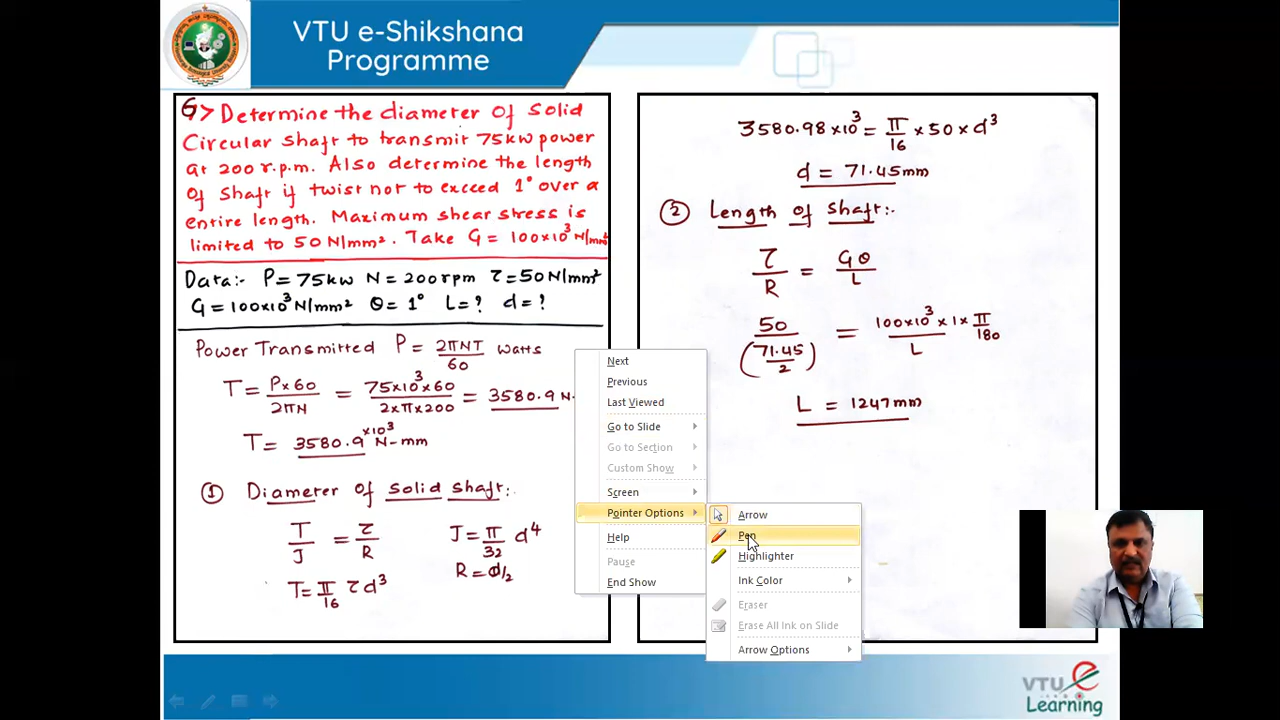 VTU e-Shikshana
Programme
G> Determine the diameter of solid
Circular shaft to transmit 75kw power
at 200 r.p.m. Also determine the length
of shaft if twist not to exceed 1° over a
entire length. Maximum shear stress is
limited to 50 N/mm². Take G = 100×10³ N/mm²
Data:- P = 75kw N = 200 rpm τ = 50 N/mm²
G = 100×10³ N/mm² θ = 1° L = ? d = ?
Power Transmitted P = 2πNT/60 watts
T = P×60/2πN = 75×10³×60/2×π×200 = 3580.9 N-
T = 3580.9 ×10³ N-mm
① Diameter of solid shaft:-
T/J = τ/R J = π/32 d⁴
R = d/2
T = π/16 τ d³
3580.98 ×10³ = π/16 × 50 × d³
d = 71.45mm
② Length of shaft:-
τ/R = Gθ/L
50/(71.45/2) = 100×10³×1×π/180/L
L = 1247mm
Next
Previous
Last Viewed
Go to Slide
Go to Section
Custom Show
Screen
Pointer Options
Help
Pause
End Show
Arrow
Pen
Highlighter
Ink Color
Eraser
Erase All Ink on Slide
Arrow Options
VTU e
Learning